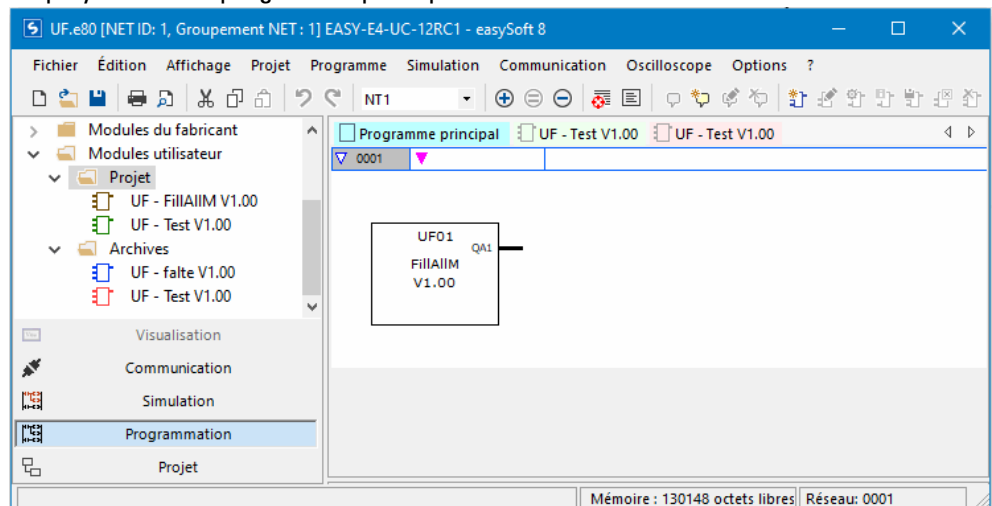 UF.e80 [NET ID: 1, Groupement NET : 1] EASY-E4-UC-12RC1 - easySoft 8
Fichier Édition Affichage Projet Programme Simulation Communication Oscilloscope Options ?
NT1
Modules du fabricant
Modules utilisateur
Projet
UF - FillAllM V1.00
UF - Test V1.00
Archives
UF - falte V1.00
UF - Test V1.00
Visualisation
Communication
Simulation
Programmation
Projet
Programme principal UF - Test V1.00 UF - Test V1.00
0001
UF01
QA1
FillAllM
V1.00
Mémoire : 130148 octets libres Réseau: 0001